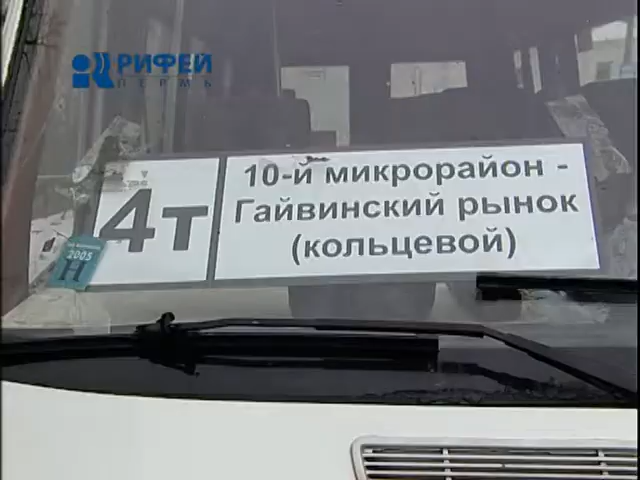 РИФЕЙ
ПЕРМЬ
4т
10-й микрорайон -
Гайвинский рынок
(кольцевой)
2005
Н